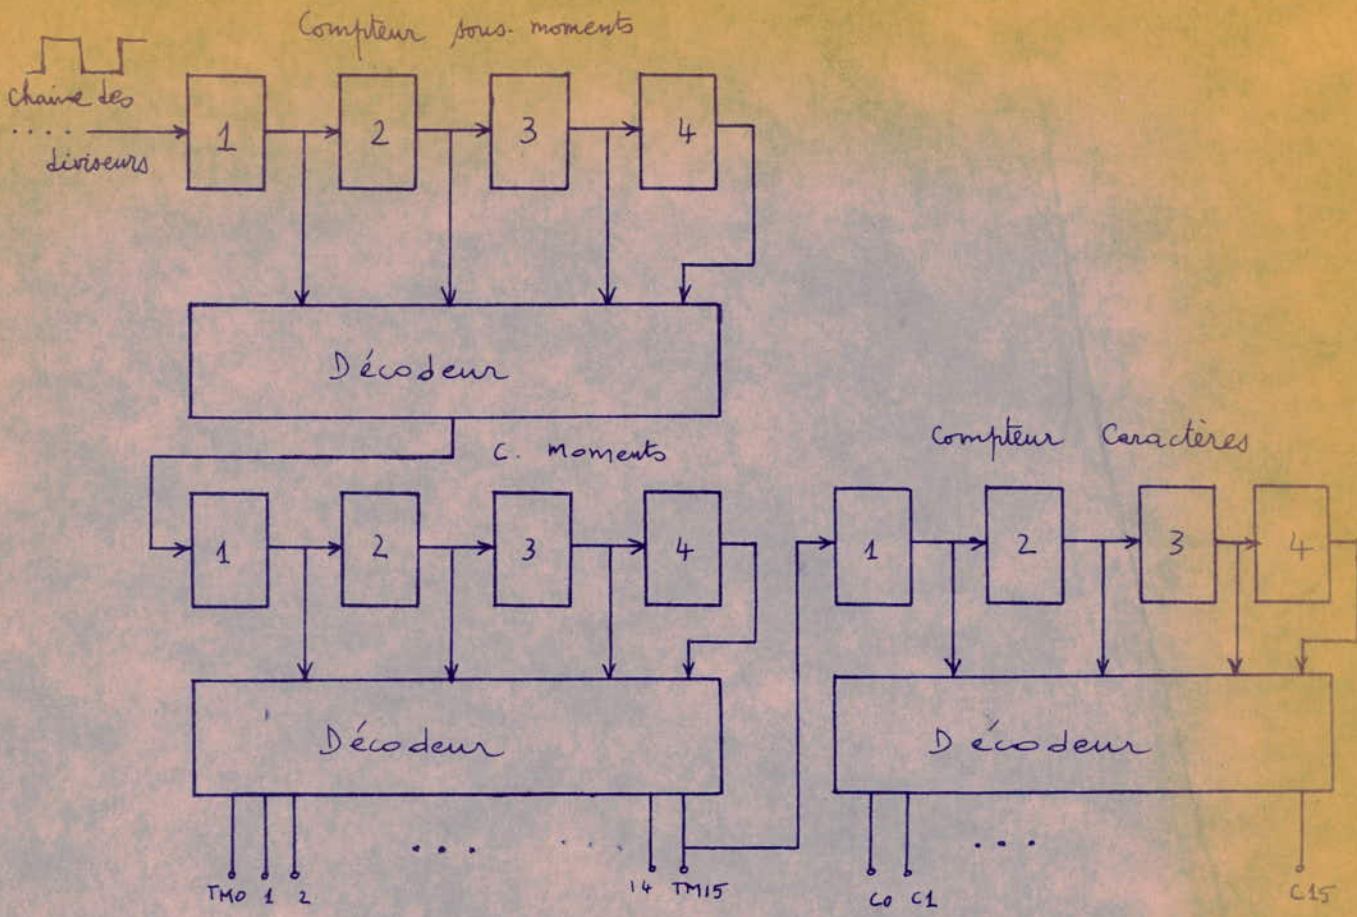 Compteur sous-moments
chaine des
....
diviseurs
1 2 3 4
Décodeur
C. moments
Compteur Caractères
1 2 3 4
1 2 3 4
Décodeur
Décodeur
... ....
...
TM0 1 2 14 TM15
C0 C1 C15